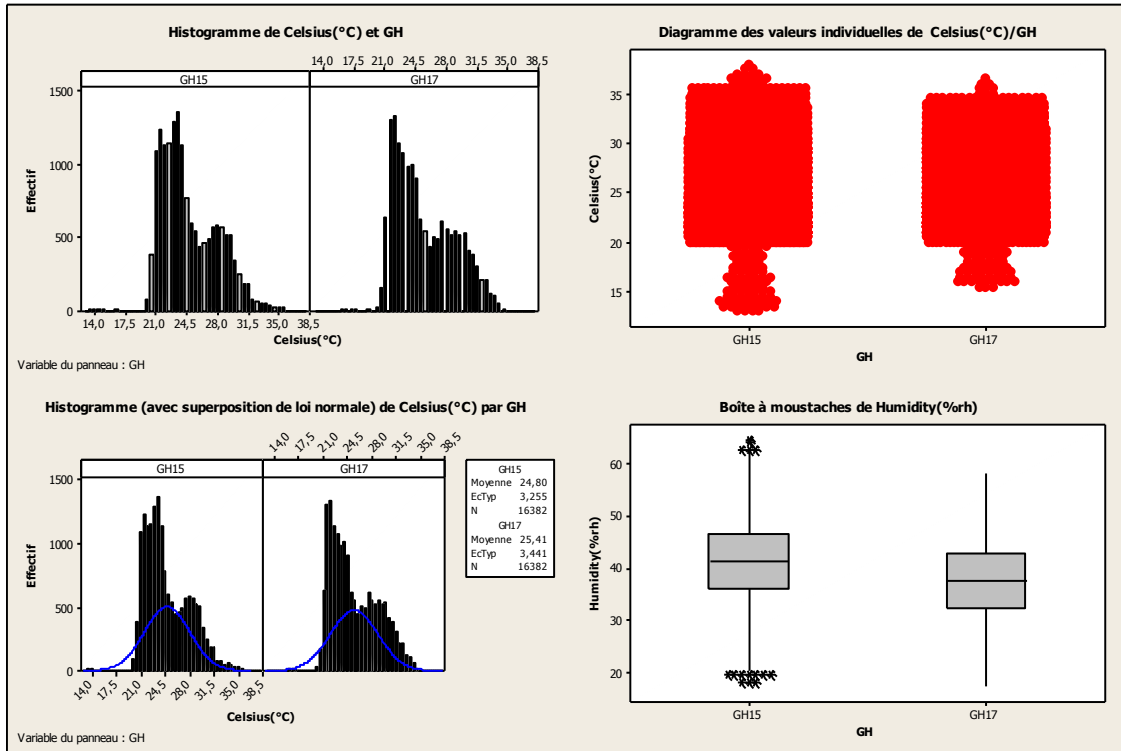 Histogramme de Celsius(°C) et GH
14,0 17,5 21,0 24,5 28,0 31,5 35,0 38,5
GH15 GH17
1500
1000
500
0
Effectif
14,0 17,5 21,0 24,5 28,0 31,5 35,0 38,5
Celsius(°C)
Variable du panneau : GH
Diagramme des valeurs individuelles de Celsius(°C)/GH
35
30
25
20
15
Celsius(°C)
GH15 GH17
GH
Histogramme (avec superposition de loi normale) de Celsius(°C) par GH
14,0 17,5 21,0 24,5 28,0 31,5 35,0 38,5
GH15 GH17
1500
1000
500
0
Effectif
14,0 17,5 21,0 24,5 28,0 31,5 35,0 38,5
Celsius(°C)
GH15
Moyenne 24,80
EcTyp 3,255
N 16382
GH17
Moyenne 25,41
EcTyp 3,441
N 16382
Variable du panneau : GH
Boîte à moustaches de Humidity(%rh)
60
50
40
30
20
Humidity(%rh)
GH15 GH17
GH